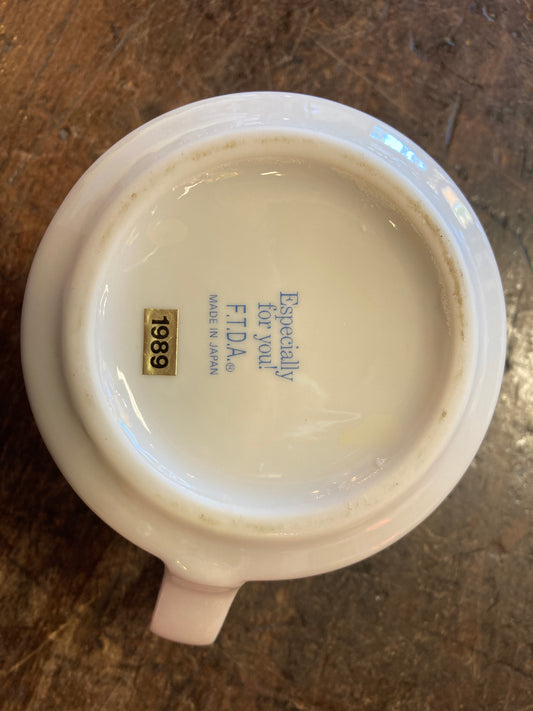 Especially
for you!
F.T.D.A.®
MADE IN JAPAN
1989